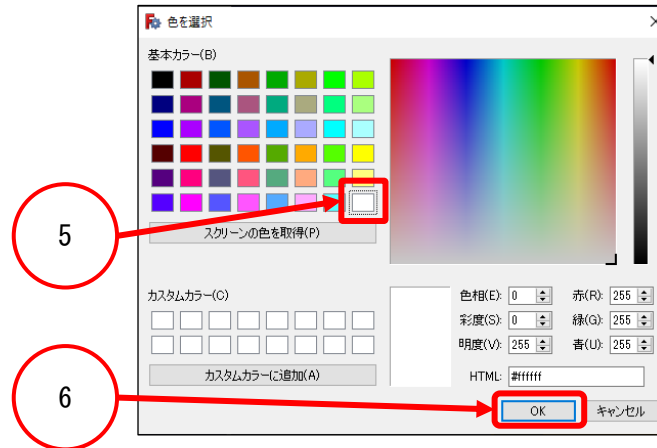 色を選択
基本カラー(B)
スクリーンの色を取得(P)
カスタムカラー(C)
カスタムカラーに追加(A)
色相(E): 0
赤(R): 255
彩度(S): 0
緑(G): 255
明度(V): 255
青(U): 255
HTML: #ffffff
OK
キャンセル
5
6